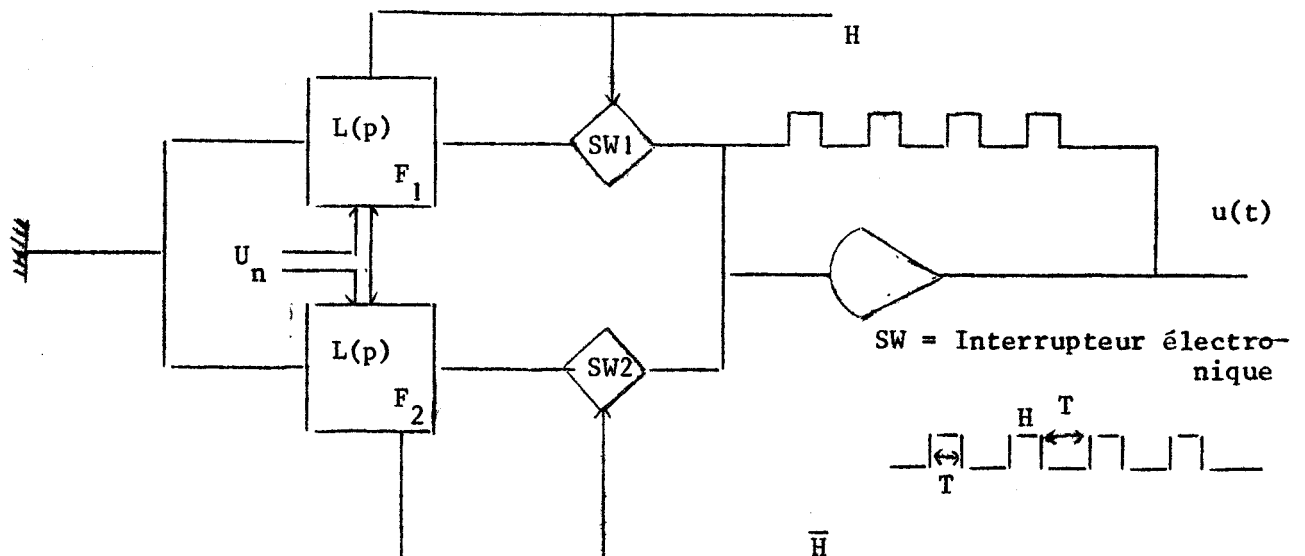 H
L(p)
F1
SW1
u(t)
Un
L(p)
F2
SW2
SW = Interrupteur électro-
nique
H T
T
H̅